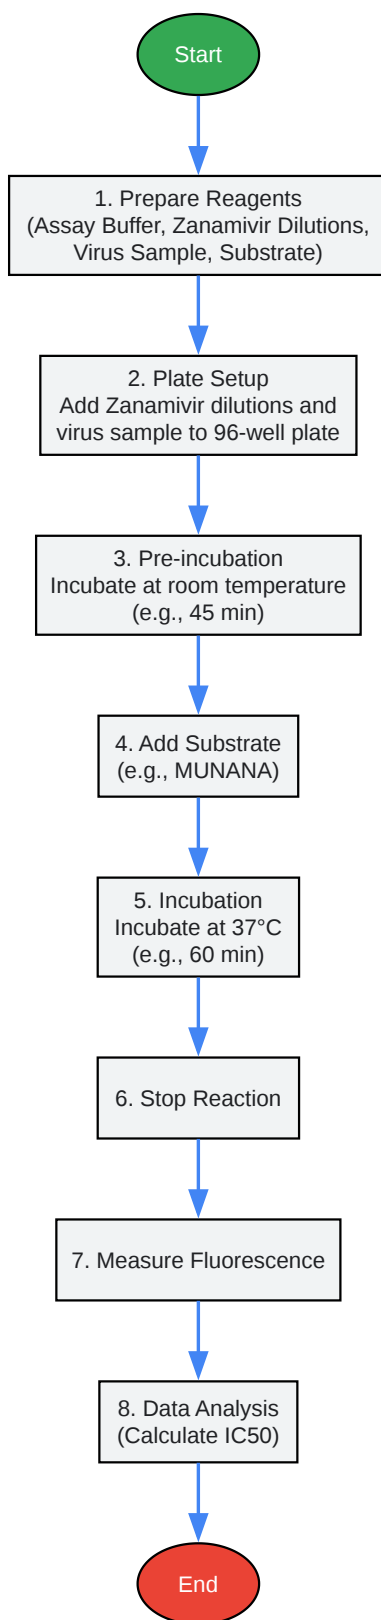 Start
1. Prepare Reagents
(Assay Buffer, Zanamivir Dilutions,
Virus Sample, Substrate)
2. Plate Setup
Add Zanamivir dilutions and
virus sample to 96-well plate
3. Pre-incubation
Incubate at room temperature
(e.g., 45 min)
4. Add Substrate
(e.g., MUNANA)
5. Incubation
Incubate at 37°C
(e.g., 60 min)
6. Stop Reaction
7. Measure Fluorescence
8. Data Analysis
(Calculate IC50)
End